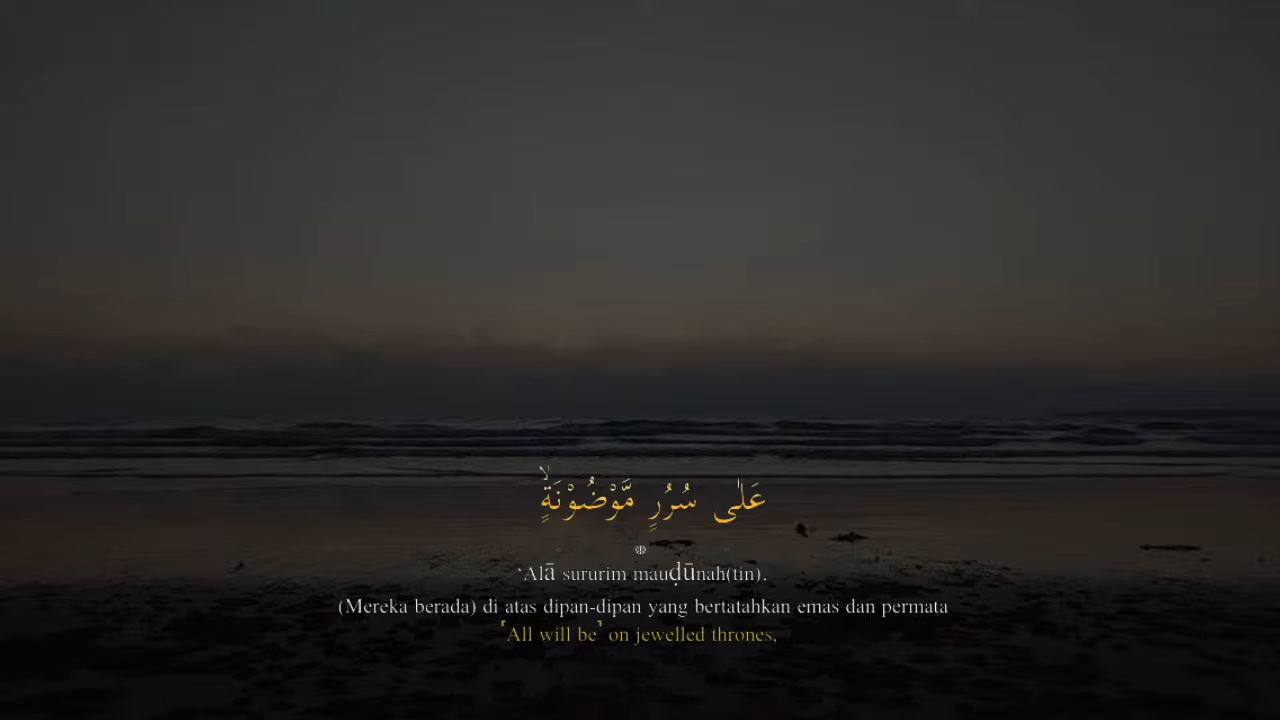 عَلٰى سُرُرٍ مَّوْضُوْنَةٍۙ
‘Alā sururim mauḍūnah(tin).
(Mereka berada) di atas dipan-dipan yang bertatahkan emas dan permata
˹All will be˺ on jewelled thrones,